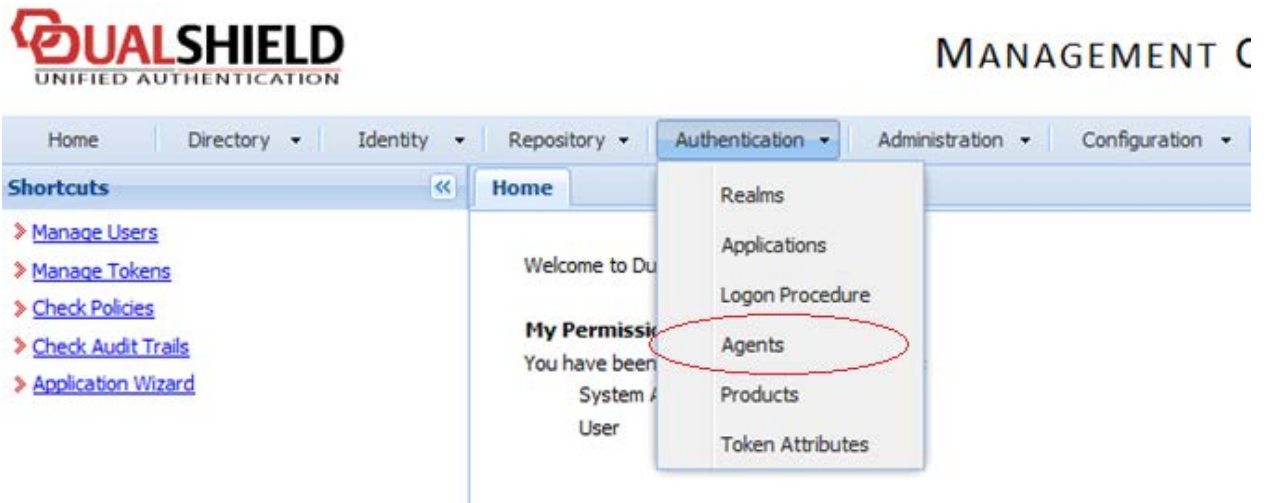 DUALSHIELD
UNIFIED AUTHENTICATION
MANAGEMENT
Home Directory Identity Repository Authentication Administration Configuration
Shortcuts
Home
Manage Users
Manage Tokens
Check Policies
Check Audit Trails
Application Wizard
Welcome to Du
My Permissi
You have been
System A
User
Realms
Applications
Logon Procedure
Agents
Products
Token Attributes